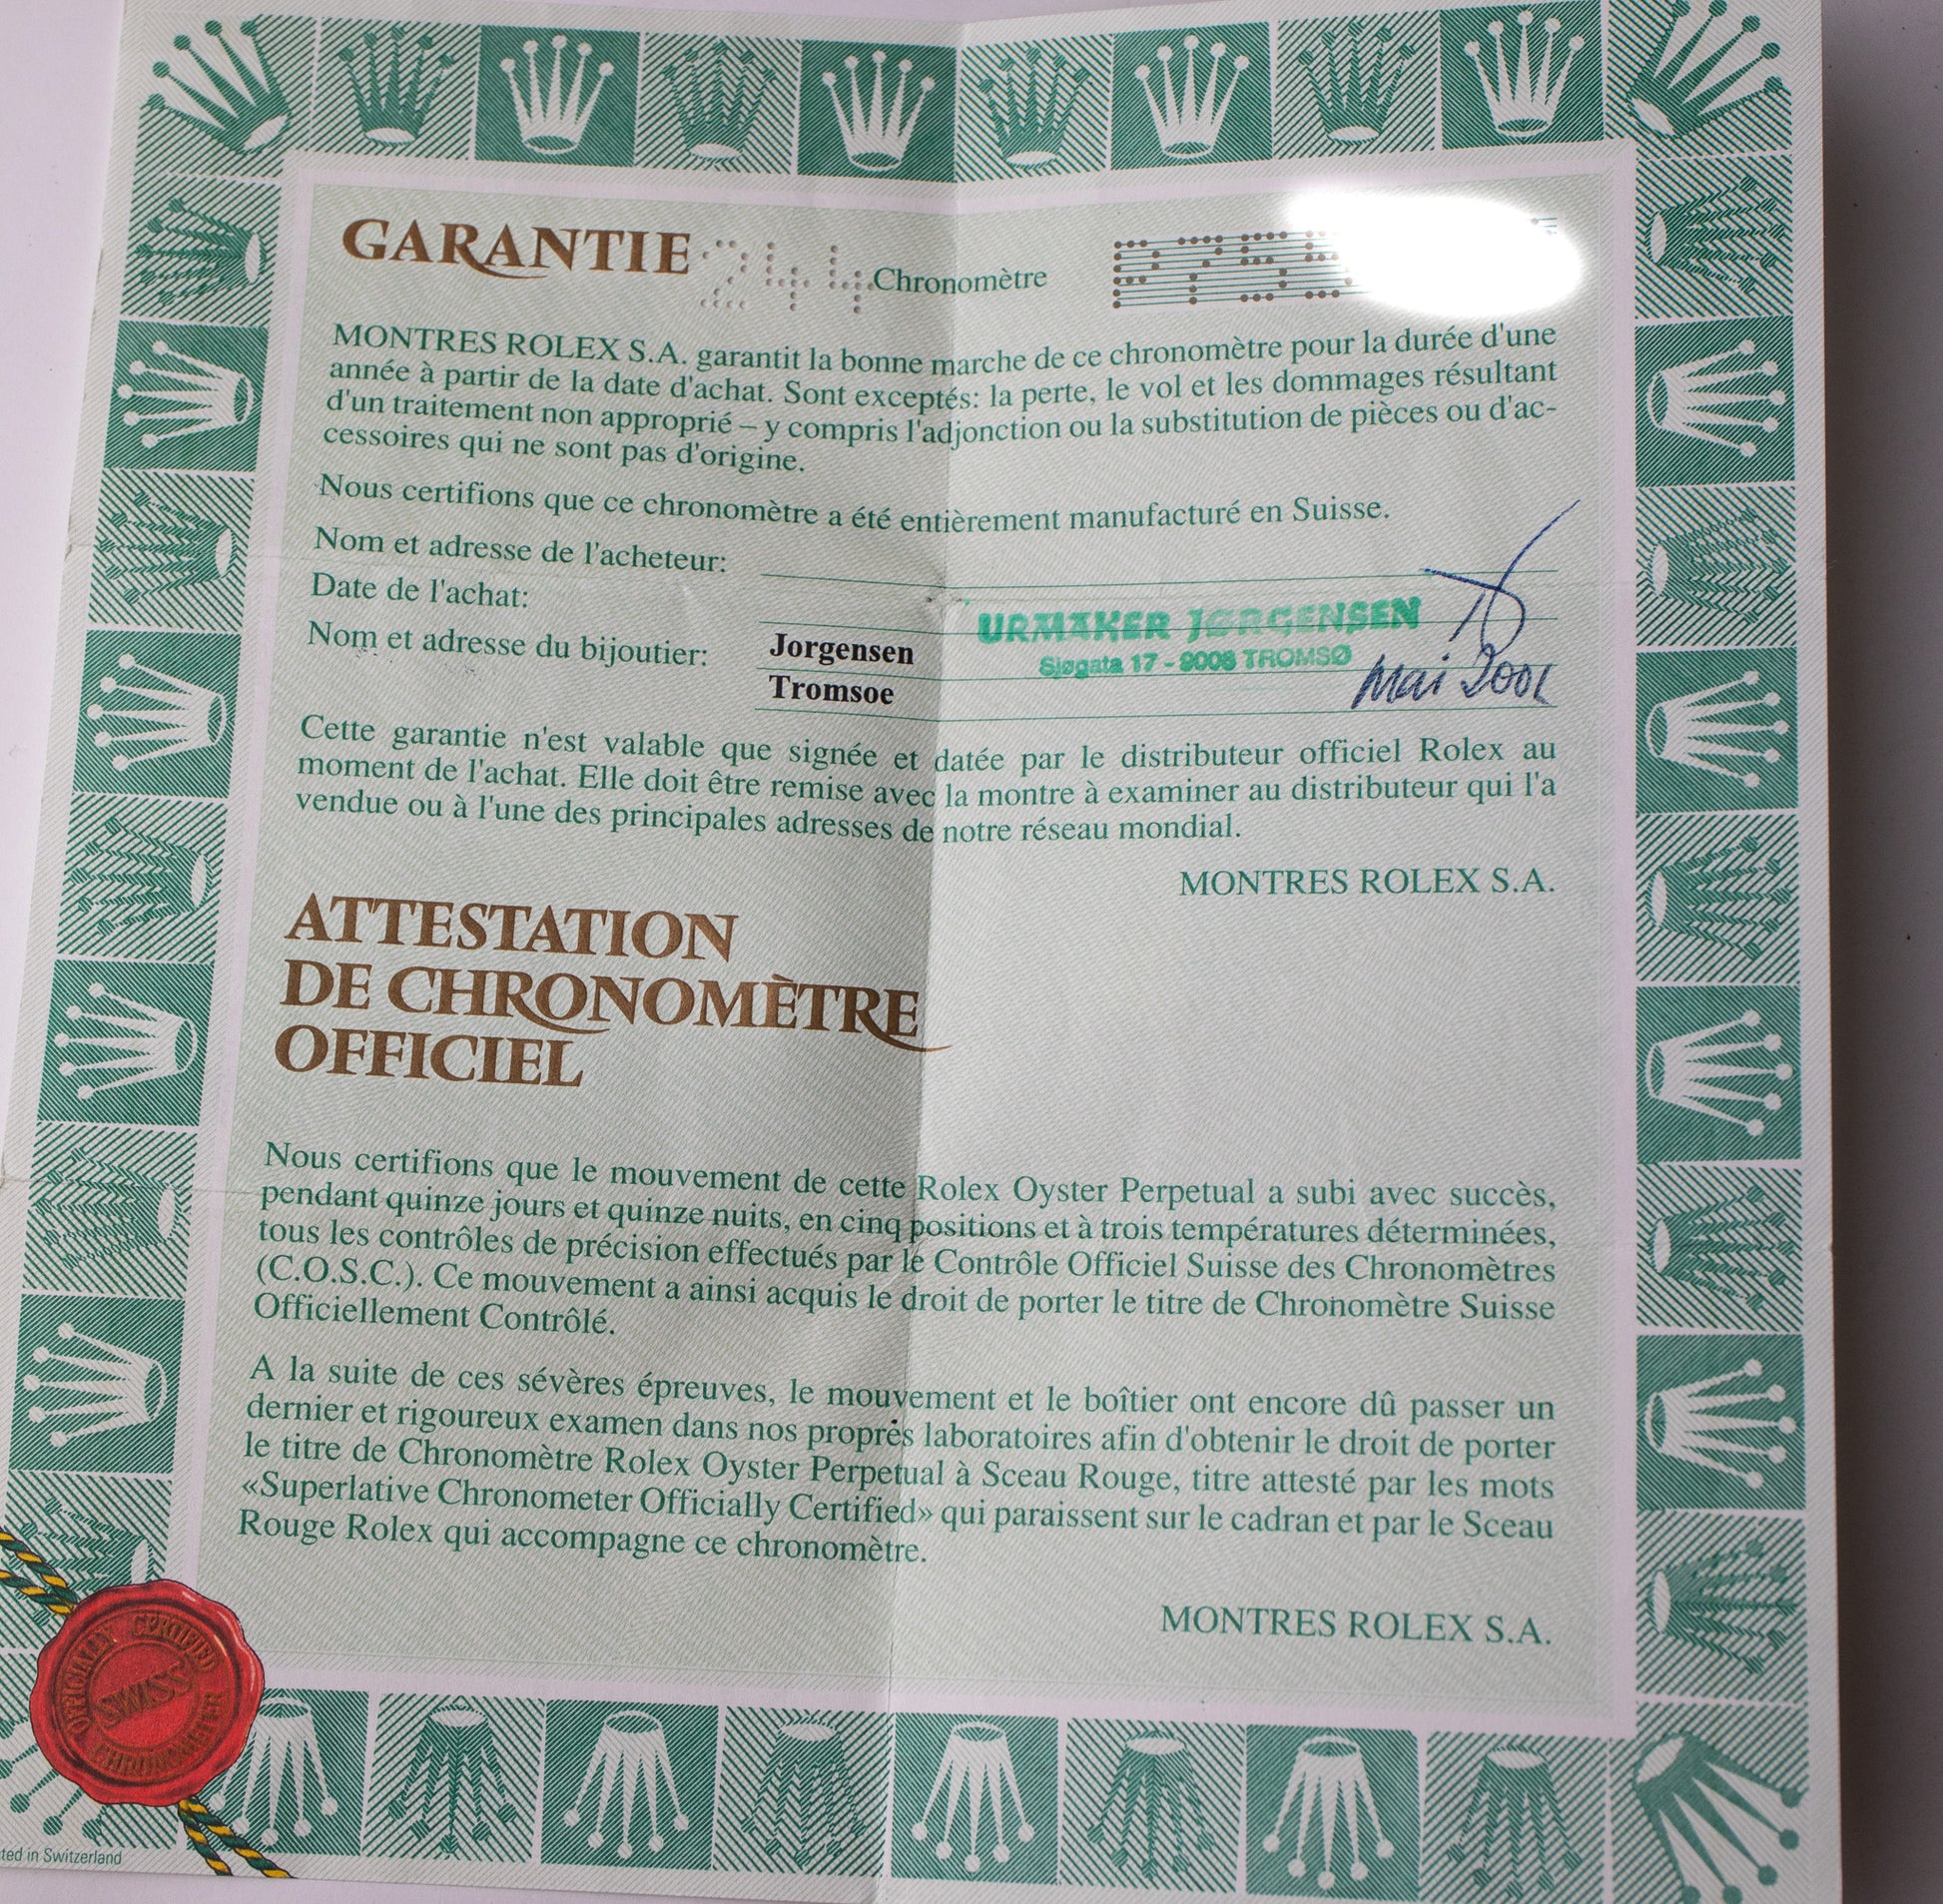 GARANTIE 244 Chronomètre P75
MONTRES ROLEX S.A. garantit la bonne marche de ce chronomètre pour la durée d'une
année à partir de la date d'achat. Sont exceptés: la perte, le vol et les dommages résultant
d'un traitement non approprié – y compris l'adjonction ou la substitution de pièces ou d'ac-
cessoires qui ne sont pas d'origine.
Nous certifions que ce chronomètre a été entièrement manufacturé en Suisse.
Nom et adresse de l'acheteur:
Date de l'achat:
URMAKER JØRGENSEN
Nom et adresse du bijoutier: Jorgensen
Sjøgata 17 - 9008 TROMSØ
Tromsoe
Mai 2001
Cette garantie n'est valable que signée et datée par le distributeur officiel Rolex au
moment de l'achat. Elle doit être remise avec la montre à examiner au distributeur qui l'a
vendue ou à l'une des principales adresses de notre réseau mondial.
MONTRES ROLEX S.A.
ATTESTATION
DE CHRONOMÈTRE
OFFICIEL
Nous certifions que le mouvement de cette Rolex Oyster Perpetual a subi avec succès,
pendant quinze jours et quinze nuits, en cinq positions et à trois températures déterminées,
tous les contrôles de précision effectués par le Contrôle Officiel Suisse des Chronomètres
(C.O.S.C.). Ce mouvement a ainsi acquis le droit de porter le titre de Chronomètre Suisse
Officiellement Contrôlé.
A la suite de ces sévères épreuves, le mouvement et le boîtier ont encore dû passer un
dernier et rigoureux examen dans nos propres laboratoires afin d'obtenir le droit de porter
le titre de Chronomètre Rolex Oyster Perpetual à Sceau Rouge, titre attesté par les mots
«Superlative Chronometer Officially Certified» qui paraissent sur le cadran et par le Sceau
Rouge Rolex qui accompagne ce chronomètre.
MONTRES ROLEX S.A.
OFFICIALLY CERTIFIED
SWISS
CHRONOMETER
ted in Switzerland